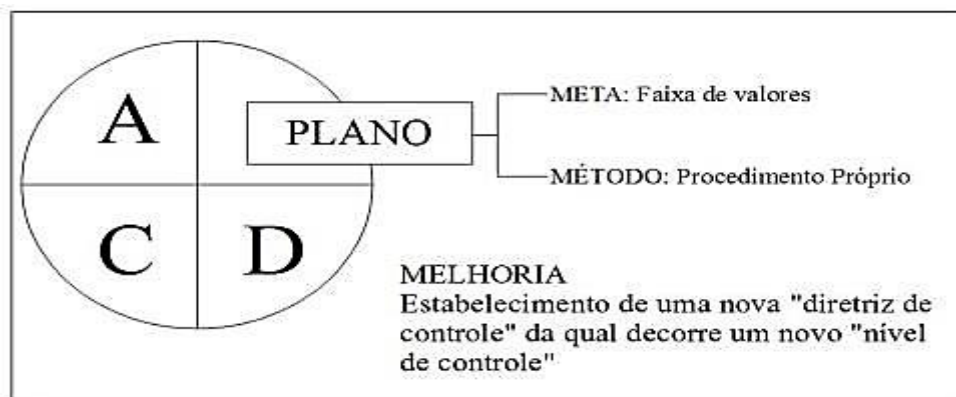 A
PLANO
META: Faixa de valores
MÉTODO: Procedimento Próprio
C
D
MELHORIA
Estabelecimento de uma nova "diretriz de
controle" da qual decorre um novo "nível
de controle"